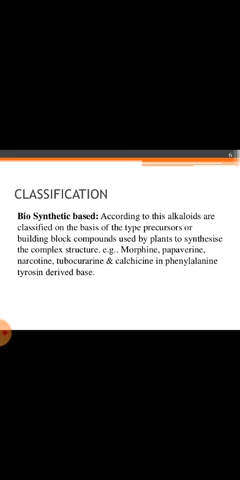 6
CLASSIFICATION
Bio Synthetic based: According to this alkaloids are
classified on the basis of the type precursors or
building block compounds used by plants to synthesise
the complex structure. e.g.. Morphine, papaverine,
narcotine, tubocurarine & calchicine in phenylalanine
tyrosin derived base.